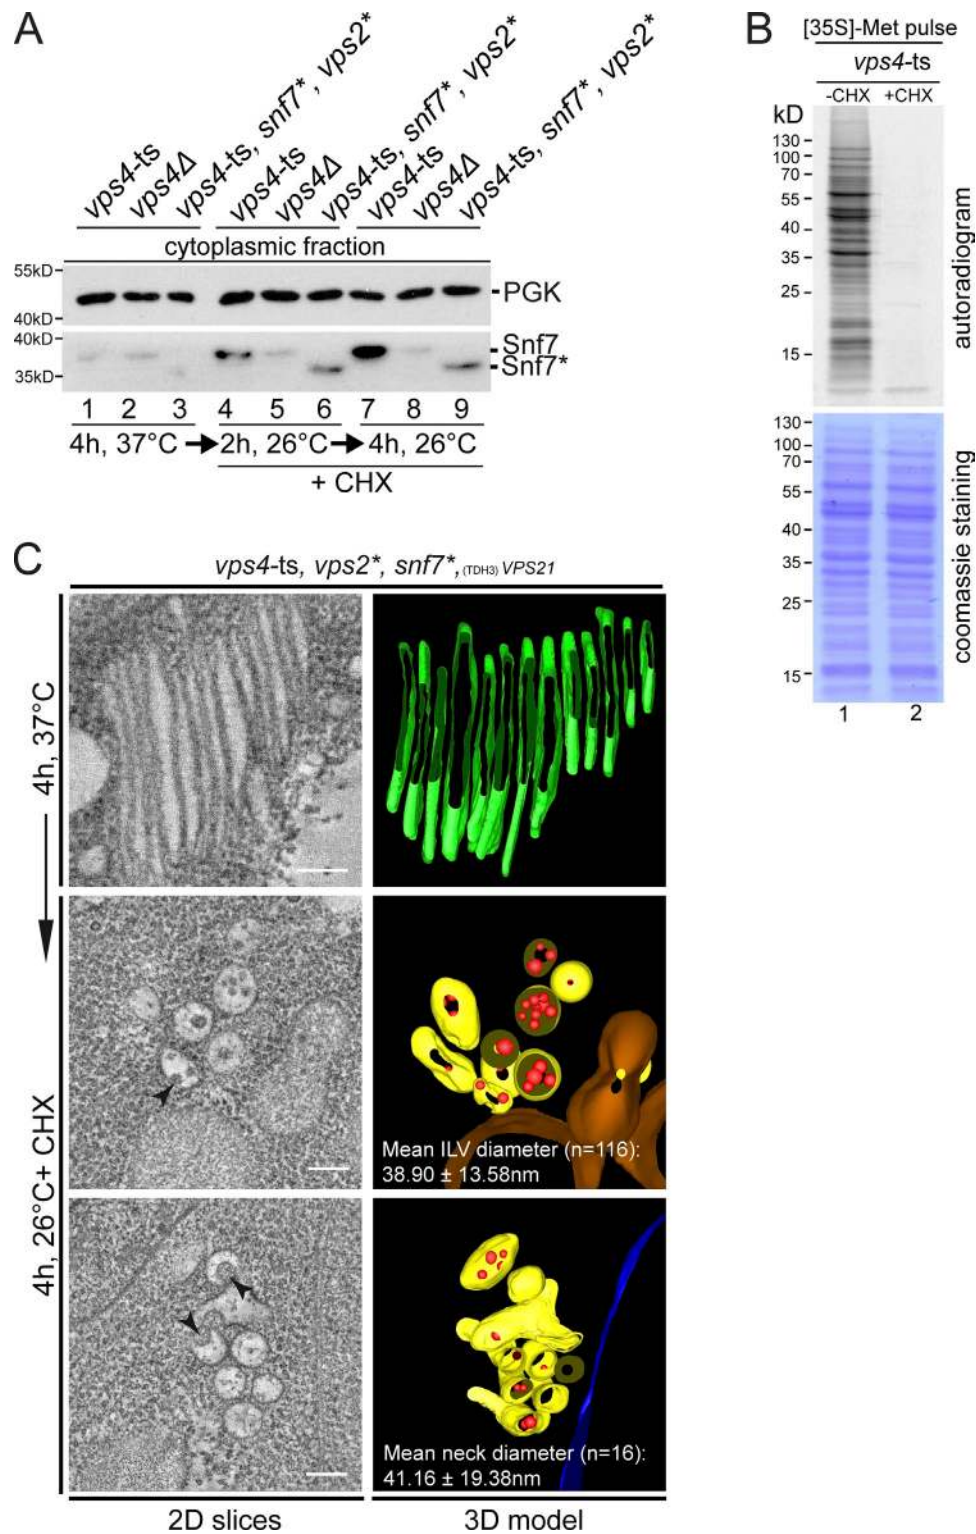 A
vps4-ts
vps4Δ
vps4-ts, snf7*, vps2*
vps4-ts
vps4Δ
vps4-ts, snf7*, vps2*
vps4-ts
vps4Δ
vps4-ts, snf7*, vps2*
cytoplasmic fraction
55kD
PGK
40kD
40kD
Snf7
Snf7*
35kD
1 2 3 4 5 6 7 8 9
4h, 37°C 2h, 26°C 4h, 26°C
+ CHX
B
[35S]-Met pulse
vps4-ts
-CHX +CHX
kD
130
100
70
55
40
35
25
15
autoradiogram
130
100
70
55
40
35
25
15
coomassie staining
1 2
C
vps4-ts, vps2*, snf7*, (TDH3) VPS21
4h, 37°C
4h, 26°C+ CHX
Mean ILV diameter (n=116):
38.90 ± 13.58nm
Mean neck diameter (n=16):
41.16 ± 19.38nm
2D slices 3D model